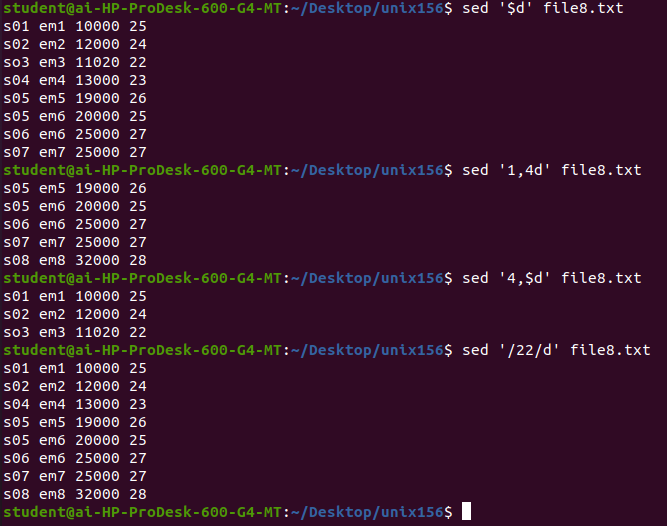 student@ai-HP-ProDesk-600-G4-MT:~/Desktop/unix156$ sed '$d' file8.txt
s01 em1 10000 25
s02 em2 12000 24
so3 em3 11020 22
s04 em4 13000 23
s05 em5 19000 26
s05 em6 20000 25
s06 em6 25000 27
s07 em7 25000 27
student@ai-HP-ProDesk-600-G4-MT:~/Desktop/unix156$ sed '1,4d' file8.txt
s05 em5 19000 26
s05 em6 20000 25
s06 em6 25000 27
s07 em7 25000 27
s08 em8 32000 28
student@ai-HP-ProDesk-600-G4-MT:~/Desktop/unix156$ sed '4,$d' file8.txt
s01 em1 10000 25
s02 em2 12000 24
so3 em3 11020 22
student@ai-HP-ProDesk-600-G4-MT:~/Desktop/unix156$ sed '/22/d' file8.txt
s01 em1 10000 25
s02 em2 12000 24
s04 em4 13000 23
s05 em5 19000 26
s05 em6 20000 25
s06 em6 25000 27
s07 em7 25000 27
s08 em8 32000 28
student@ai-HP-ProDesk-600-G4-MT:~/Desktop/unix156$